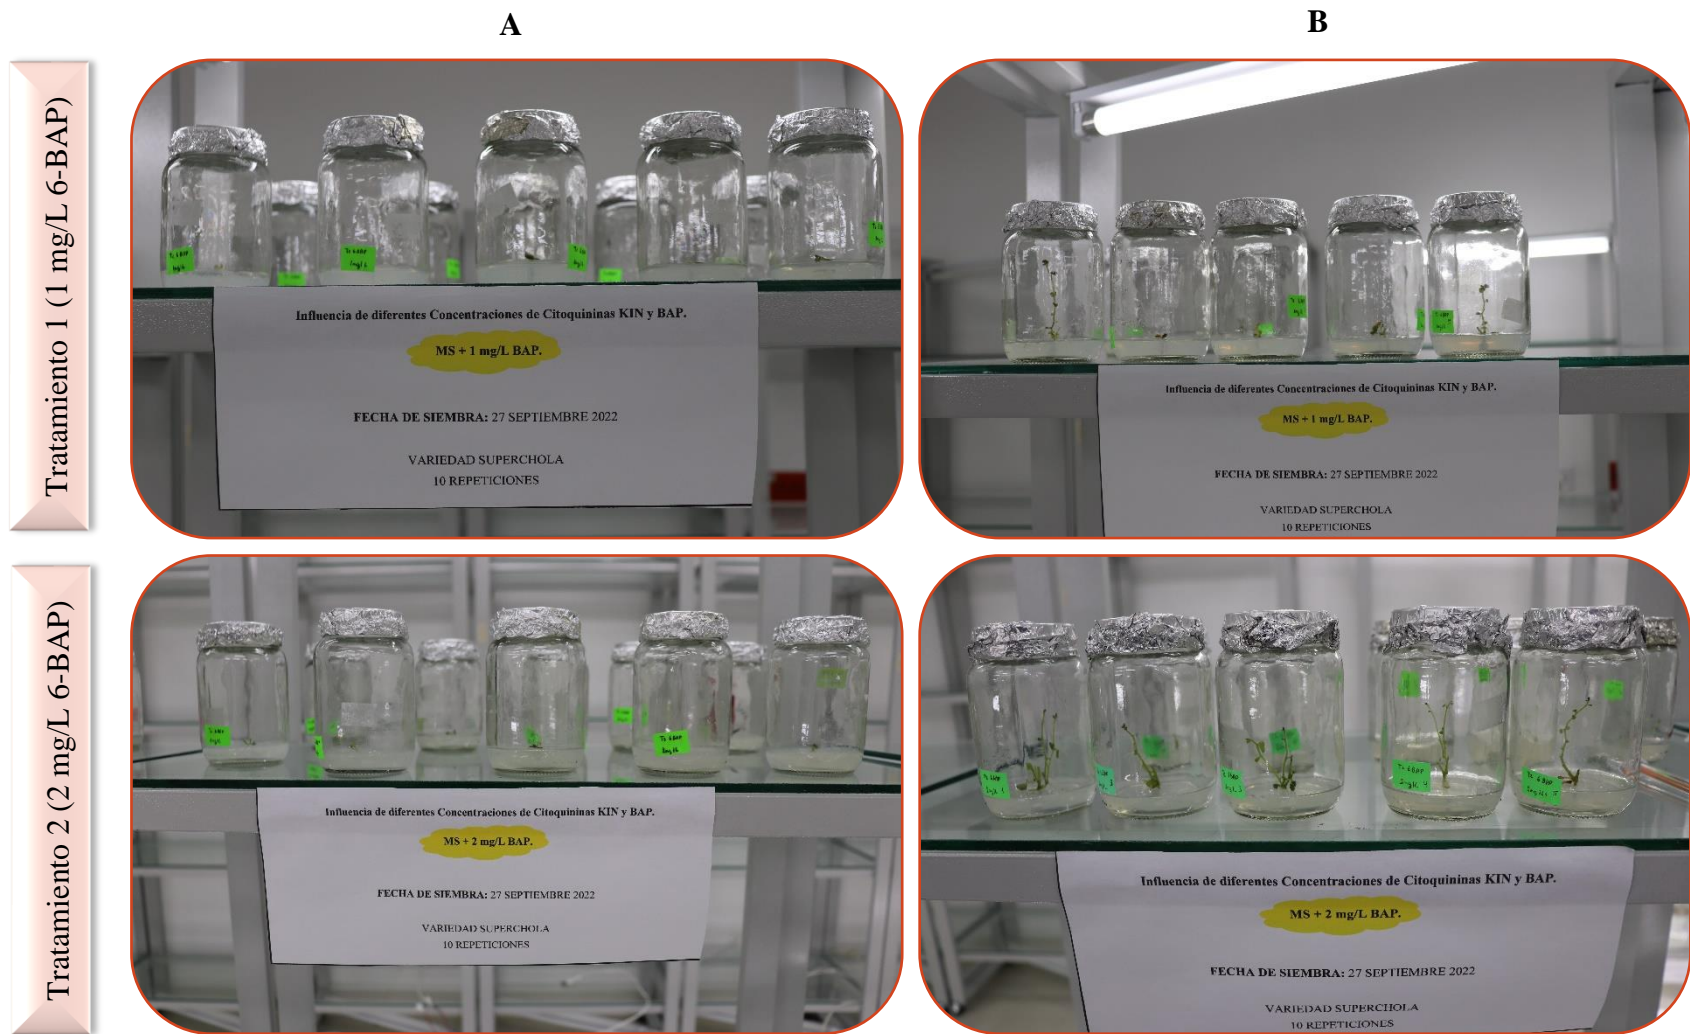 A
B
Tratamiento 1 (1 mg/L 6-BAP)
Influencia de diferentes Concentraciones de Citoquininas KIN y BAP.
MS + 1 mg/L BAP.
FECHA DE SIEMBRA: 27 SEPTIEMBRE 2022
VARIEDAD SUPERCHOLA
10 REPETICIONES
Influencia de diferentes Concentraciones de Citoquininas KIN y BAP.
MS + 1 mg/L BAP.
FECHA DE SIEMBRA: 27 SEPTIEMBRE 2022
VARIEDAD SUPERCHOLA
10 REPETICIONES
Tratamiento 2 (2 mg/L 6-BAP)
Influencia de diferentes Concentraciones de Citoquininas KIN y BAP.
MS + 2 mg/L BAP.
FECHA DE SIEMBRA: 27 SEPTIEMBRE 2022
VARIEDAD SUPERCHOLA
10 REPETICIONES
Influencia de diferentes Concentraciones de Citoquininas KIN y BAP.
MS + 2 mg/L BAP.
FECHA DE SIEMBRA: 27 SEPTIEMBRE 2022
VARIEDAD SUPERCHOLA
10 REPETICIONES